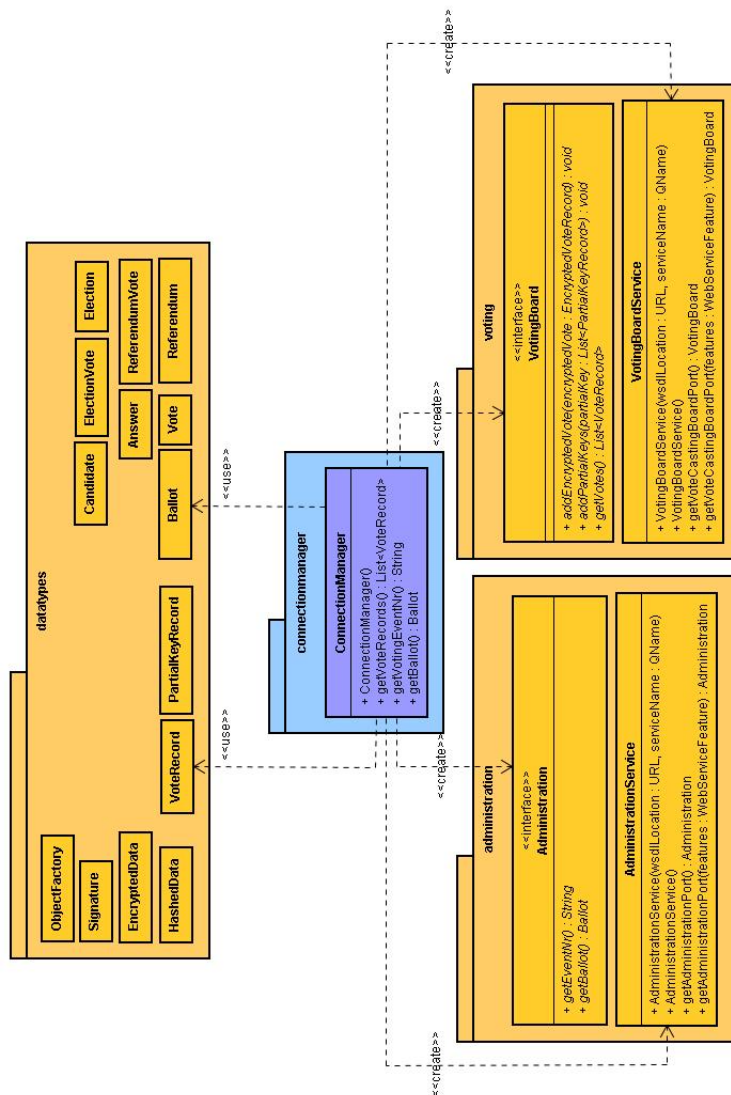 datatypes
ObjectFactory
Signature
EncryptedData
HashedData
VoteRecord
PartialKeyRecord
Candidate
ElectionVote
Election
Answer
ReferendumVote
Ballot
Vote
Referendum
<<use>>
<<use>>
connectionmanager
ConnectionManager
+ ConnectionManager()
+ getVoteRecords() : List<VoteRecord>
+ getVotingEventNr() : String
+ getBallot() : Ballot
<<create>>
<<create>>
<<create>>
<<create>>
administration
<<interface>>
Administration
+ getEventNr() : String
+ getBallot() : Ballot
AdministrationService
+ AdministrationService(wsdlLocation : URL, serviceName : QName)
+ AdministrationService()
+ getAdministrationPort() : Administration
+ getAdministrationPort(features : WebServiceFeature) : Administration
voting
<<interface>>
VotingBoard
+ addEncryptedVote(encryptedVote : EncryptedVoteRecord) : void
+ addPartialKeys(partialKey : List<PartialKeyRecord>) : void
+ getVotes() : List<VoteRecord>
VotingBoardService
+ VotingBoardService(wsdlLocation : URL, serviceName : QName)
+ VotingBoardService()
+ getVoteCastingBoardPort() : VotingBoard
+ getVoteCastingBoardPort(features : WebServiceFeature) : VotingBoard